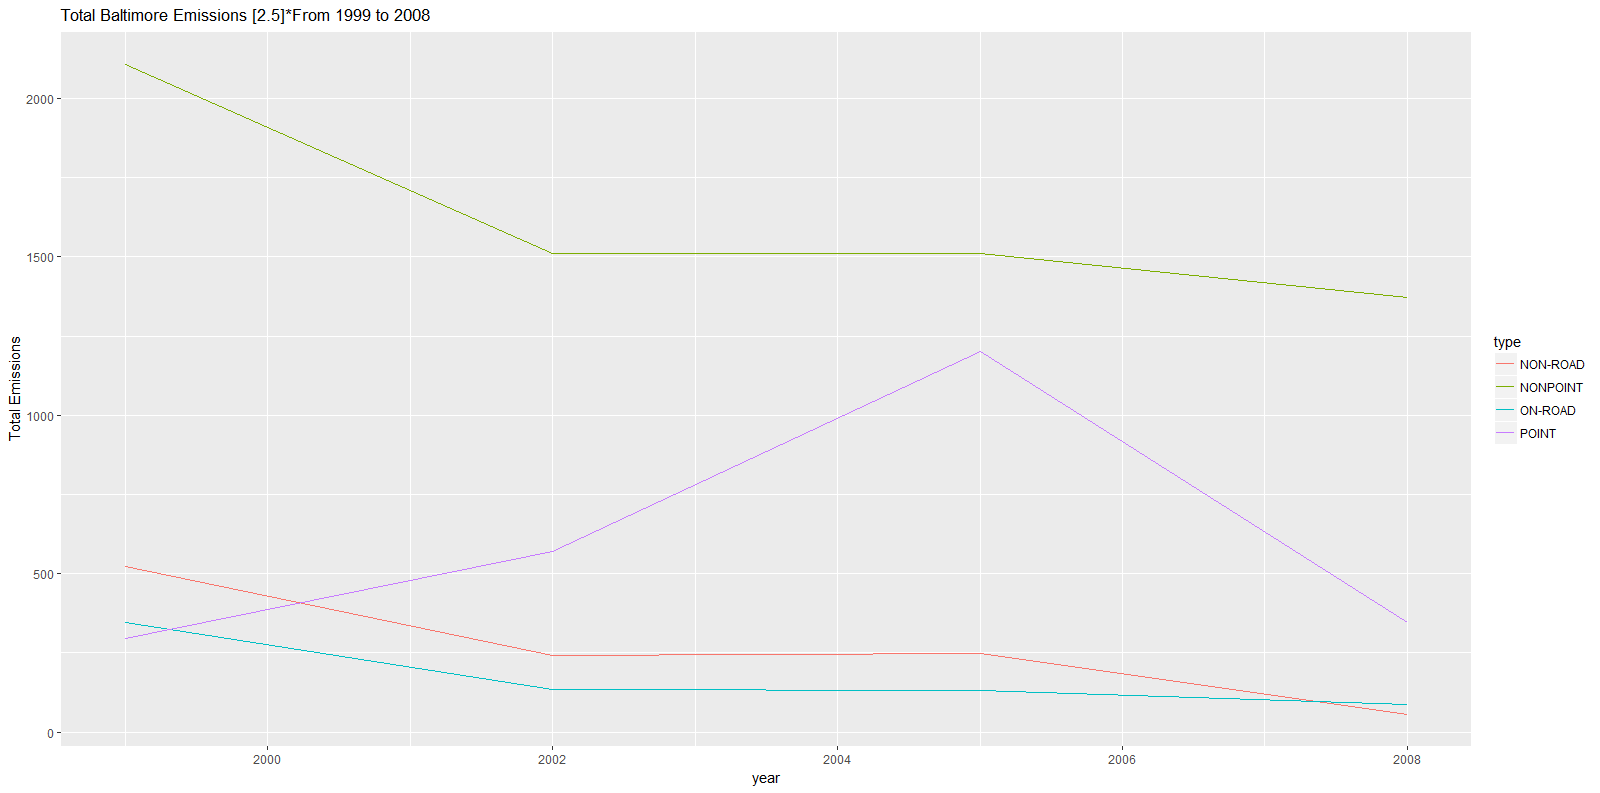 Total Baltimore Emissions [2.5]*From 1999 to 2008
Total Emissions
2000
1500
1000
500
0
2000 2002 2004 2006 2008
year
type
NON-ROAD
NONPOINT
ON-ROAD
POINT